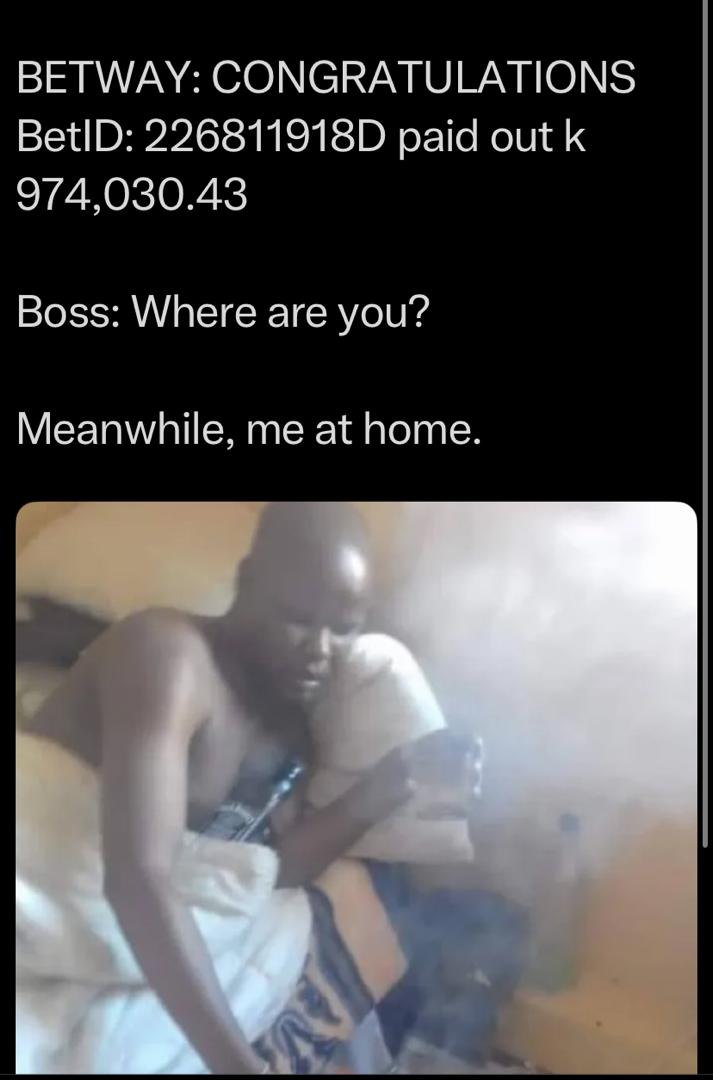 BETWAY: CONGRATULATIONS
BetID: 226811918D paid out k
974,030.43
Boss: Where are you?
Meanwhile, me at home.